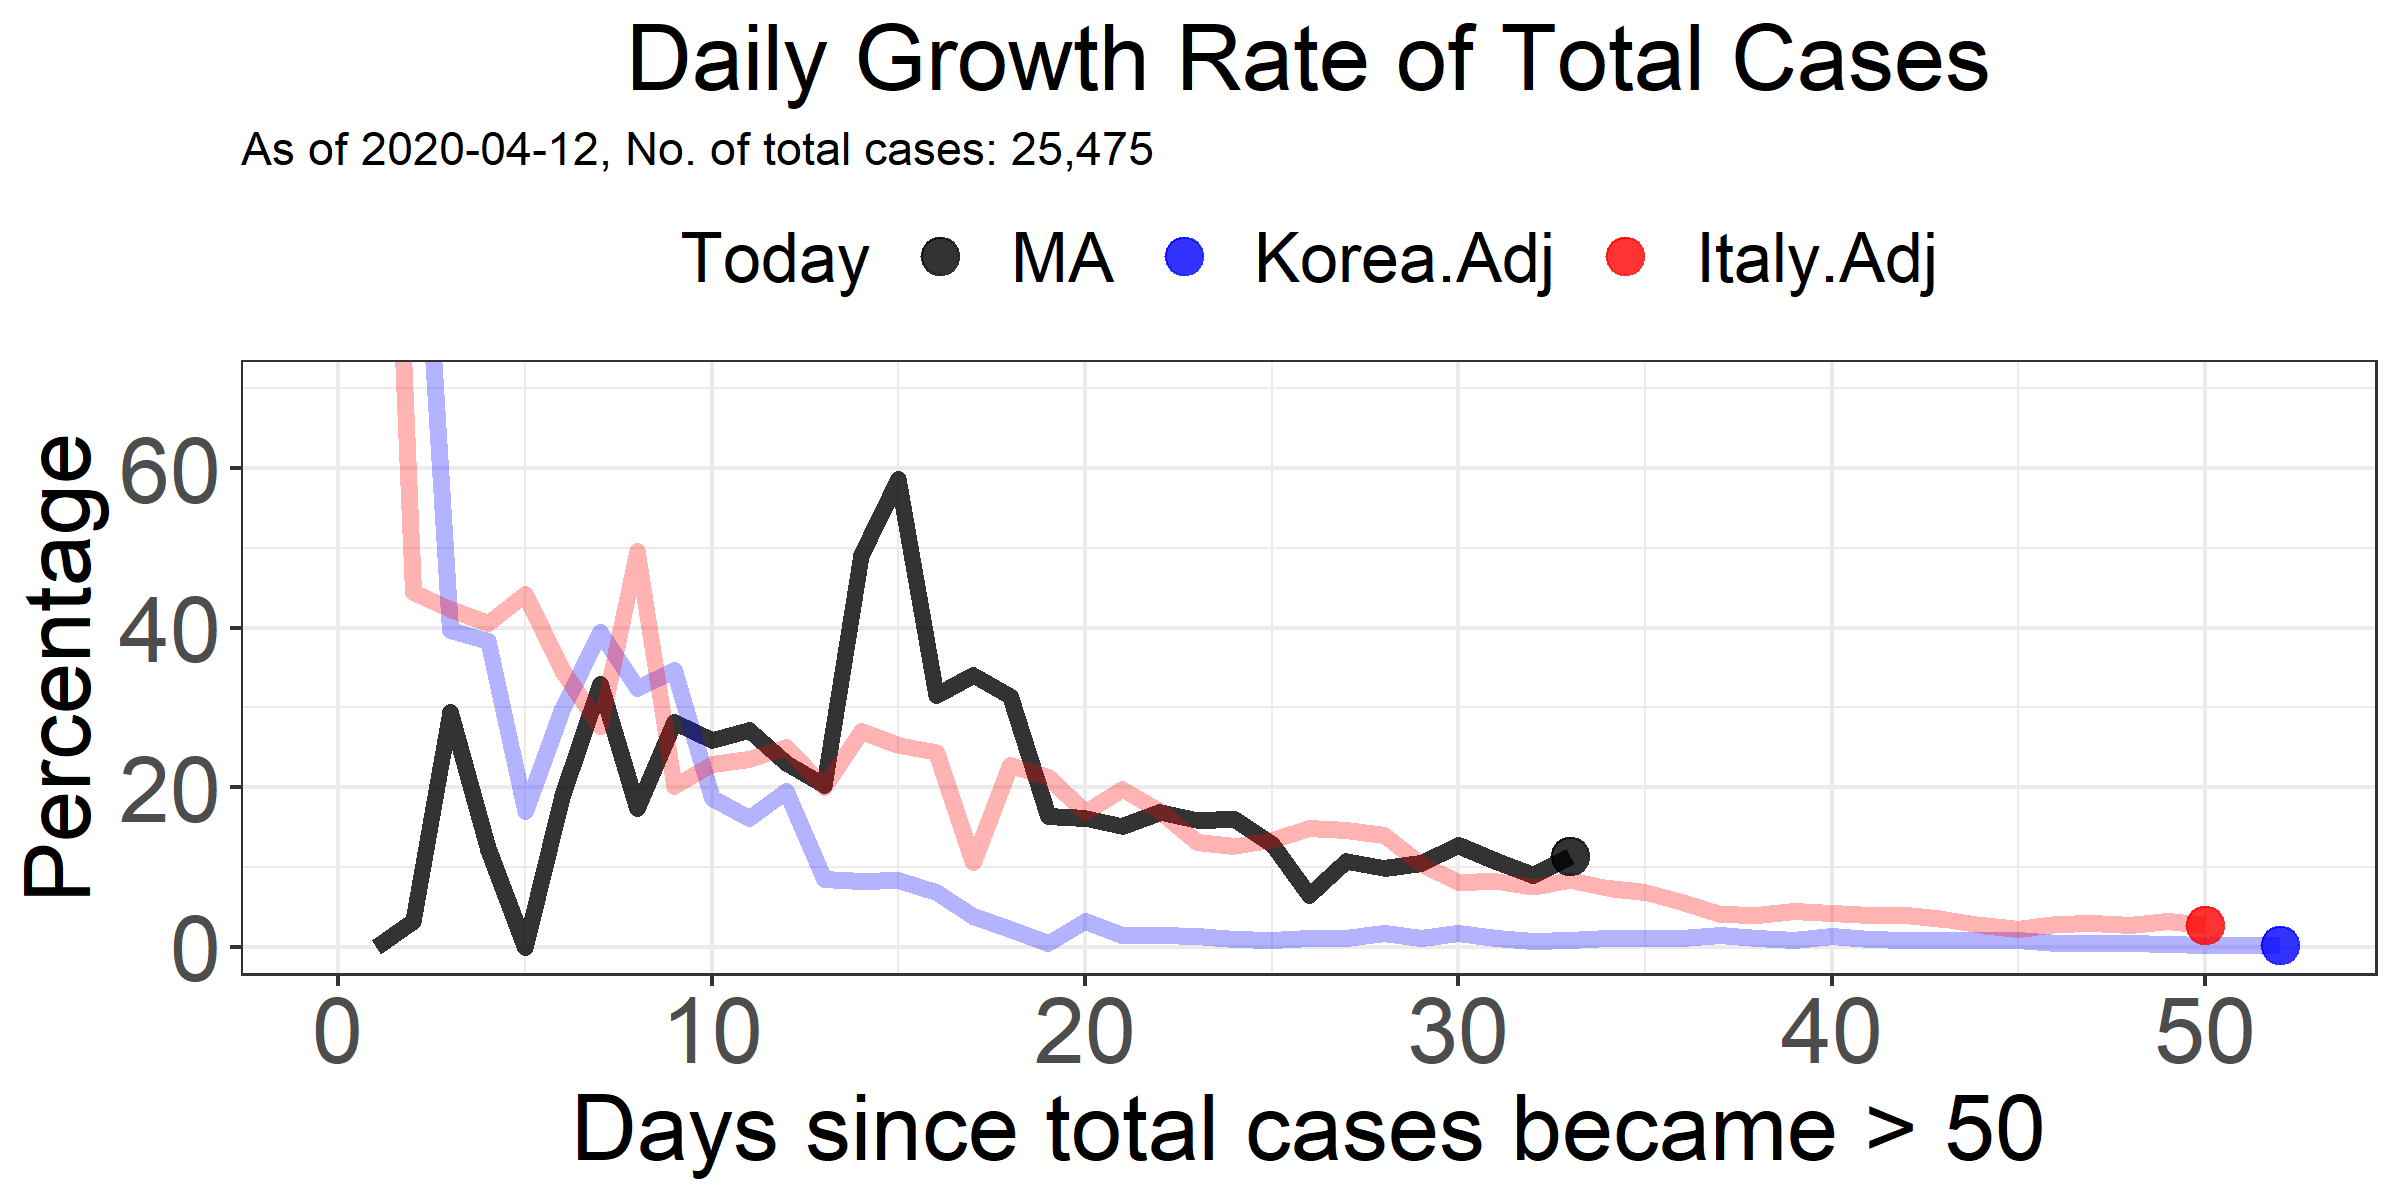 Daily Growth Rate of Total Cases
As of 2020-04-12, No. of total cases: 25,475
Today MA Korea.Adj Italy.Adj
Percentage
60
40
20
0
0 10 20 30 40 50
Days since total cases became > 50